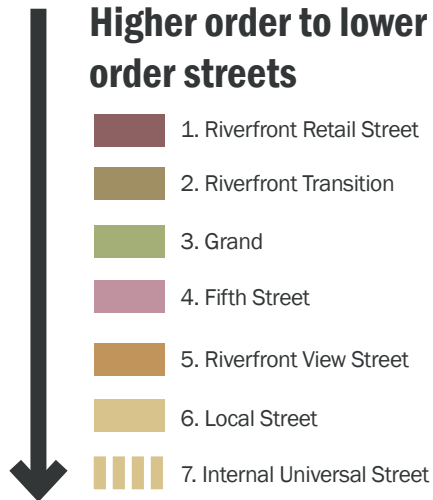 Higher order to lower
order streets
1. Riverfront Retail Street
2. Riverfront Transition
3. Grand
4. Fifth Street
5. Riverfront View Street
6. Local Street
7. Internal Universal Street